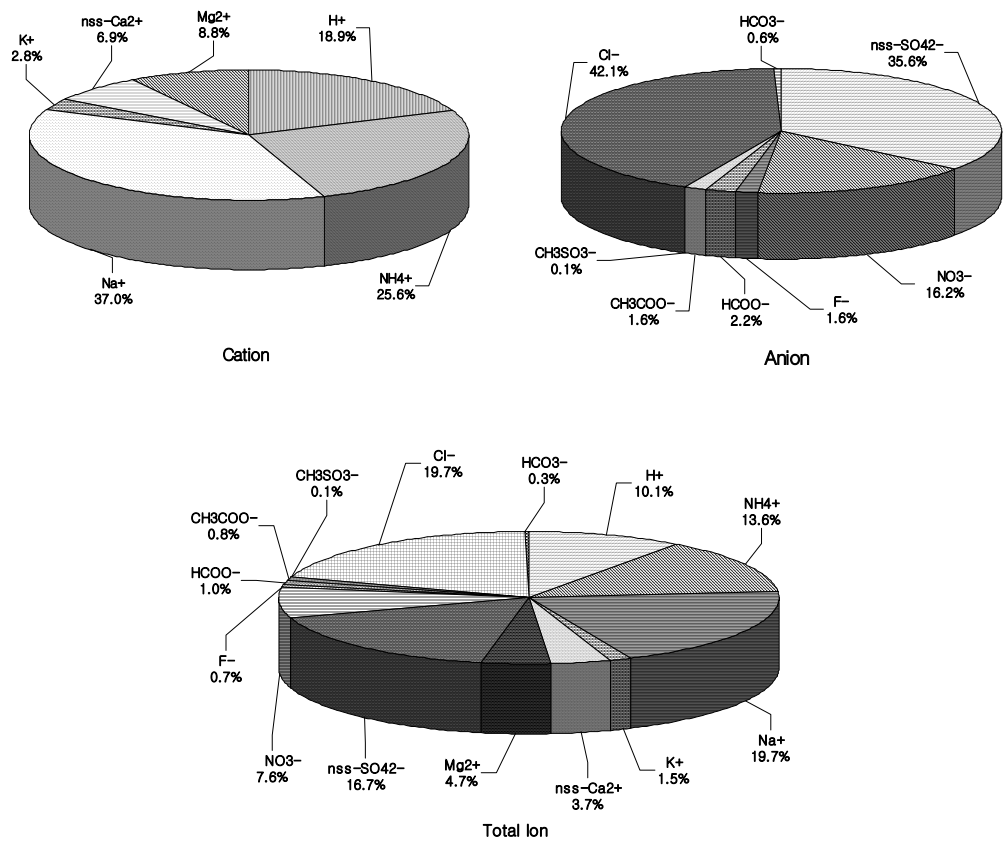 H+
18.9%
Mg2+
8.8%
nss-Ca2+
6.9%
K+
2.8%
Na+
37.0%
NH4+
25.6%
Cation
HCO3-
0.6%
nss-SO42-
35.6%
Cl-
42.1%
CH3SO3-
0.1%
CH3COO-
1.6%
HCOO-
2.2%
F-
1.6%
NO3-
16.2%
Anion
Cl-
19.7%
HCO3-
0.3%
H+
10.1%
CH3SO3-
0.1%
NH4+
13.6%
CH3COO-
0.8%
HCOO-
1.0%
F-
0.7%
NO3-
7.6%
nss-SO42-
16.7%
Mg2+
4.7%
nss-Ca2+
3.7%
K+
1.5%
Na+
19.7%
Total Ion